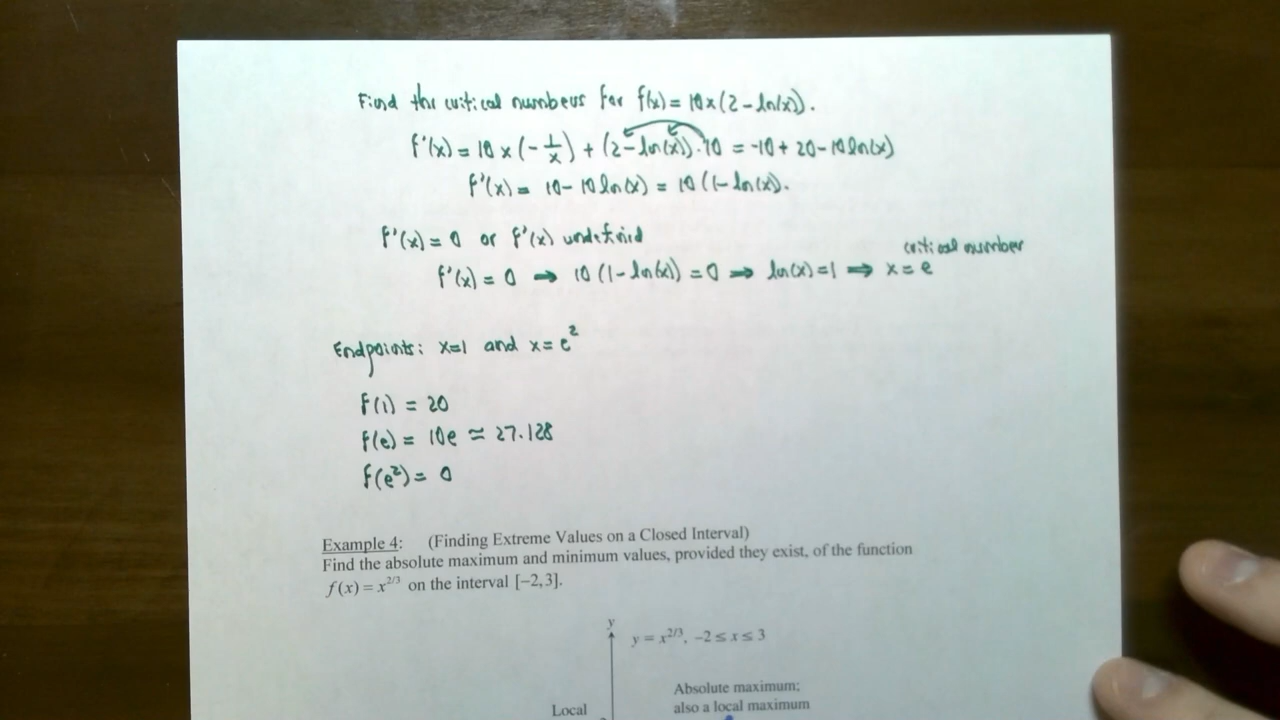 Find the critical numbers for f(x) = 10x(2-ln(x)).
f'(x) = 10x(-1/x) + (2-ln(x))·10 = -10 + 20 - 10ln(x)
f'(x) = 10 - 10ln(x) = 10(1-ln(x).
f'(x) = 0 or f'(x) undefined
critical number
f'(x) = 0 → 10(1-ln(x)) = 0 ⇒ ln(x) = 1 ⇒ x = e
Endpoints: x=1 and x = e²
f(1) = 20
f(e) = 10e ≈ 27.128
f(e²) = 0
Example 4: (Finding Extreme Values on a Closed Interval)
Find the absolute maximum and minimum values, provided they exist, of the function
f(x) = x^{2/3} on the interval [−2,3].
y
y = x^{2/3}, −2 ≤ x ≤ 3
Absolute maximum;
Local also a local maximum